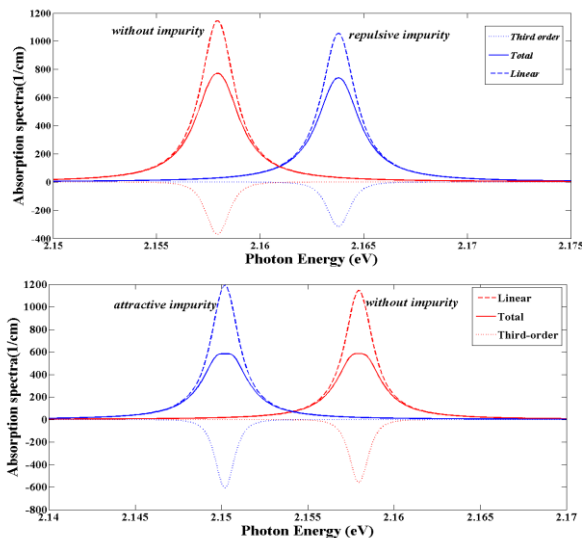 1200
without impurity
repulsive impurity
Third order
Total
Linear
1000
800
600
400
200
0
-200
-400
Absorption spectra(1/cm)
2.15 2.155 2.16 2.165 2.17 2.175
Photon Energy (eV)
1200
attractive impurity
without impurity
Linear
Total
Third-order
1000
800
600
400
200
0
-200
-400
-600
-800
Absorption spectra(1/cm)
2.14 2.145 2.15 2.155 2.16 2.165 2.17
Photon Energy (eV)